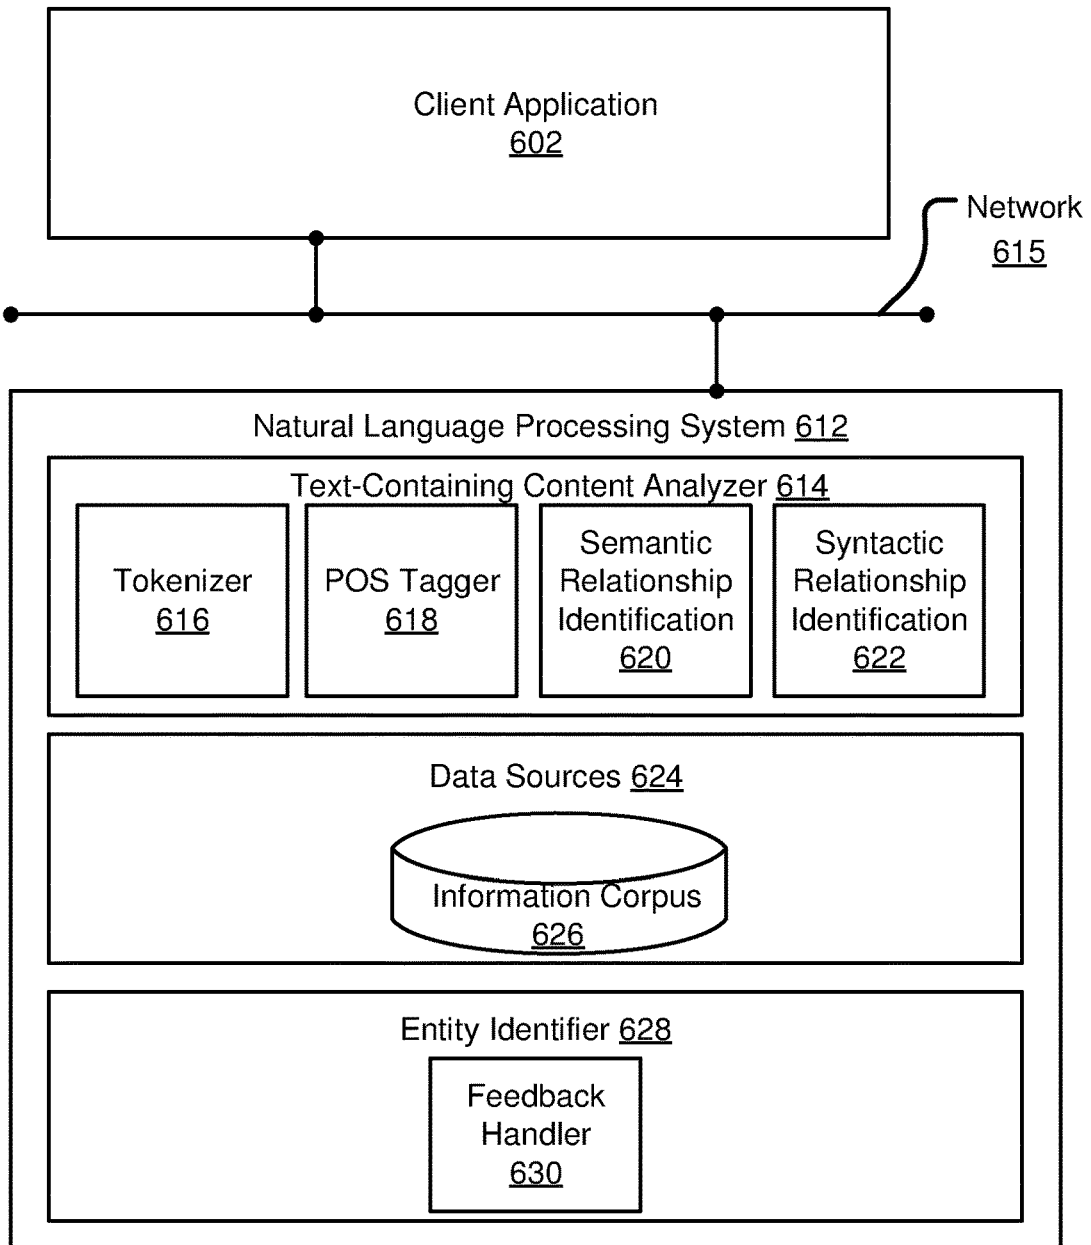 Client Application
602
Network
615
Natural Language Processing System 612
Text-Containing Content Analyzer 614
Tokenizer
616
POS Tagger
618
Semantic
Relationship
Identification
620
Syntactic
Relationship
Identification
622
Data Sources 624
Information Corpus
626
Entity Identifier 628
Feedback
Handler
630